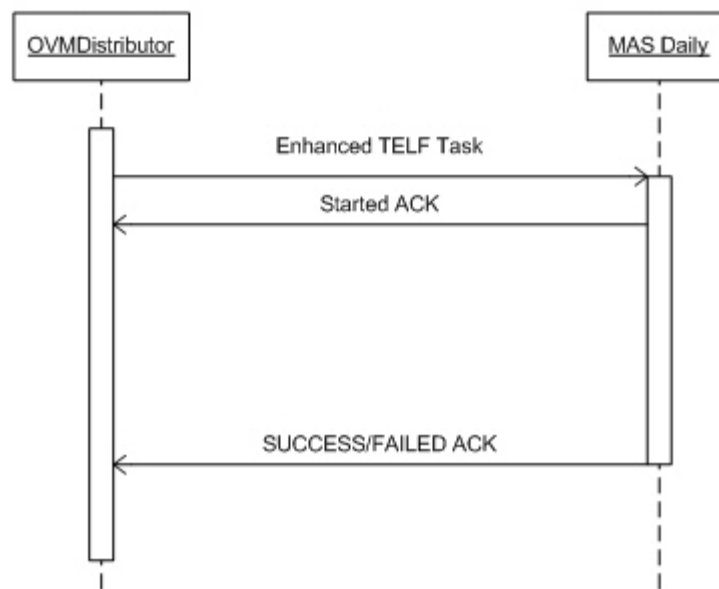 OVMDistributor
MAS Daily
Enhanced TELF Task
Started ACK
SUCCESS/FAILED ACK